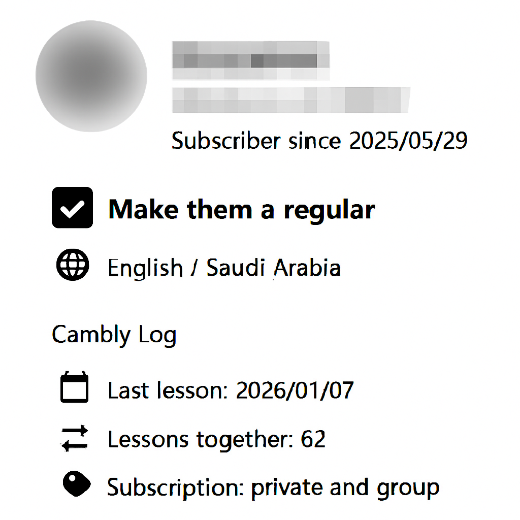 Subscriber since 2025/05/29
Make them a regular
English / Saudi Arabia
Cambly Log
Last lesson: 2026/01/07
Lessons together: 62
Subscription: private and group